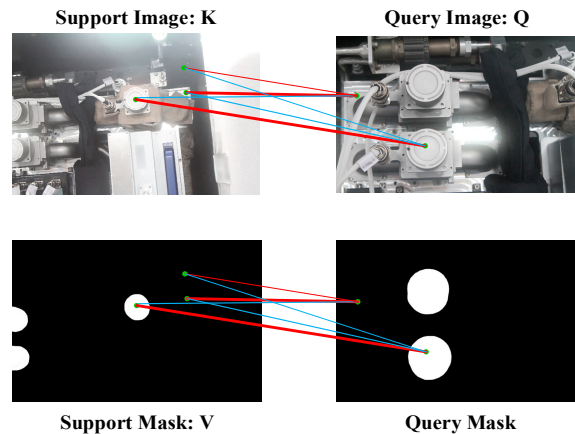 Support Image: K
Query Image: Q
Support Mask: V
Query Mask